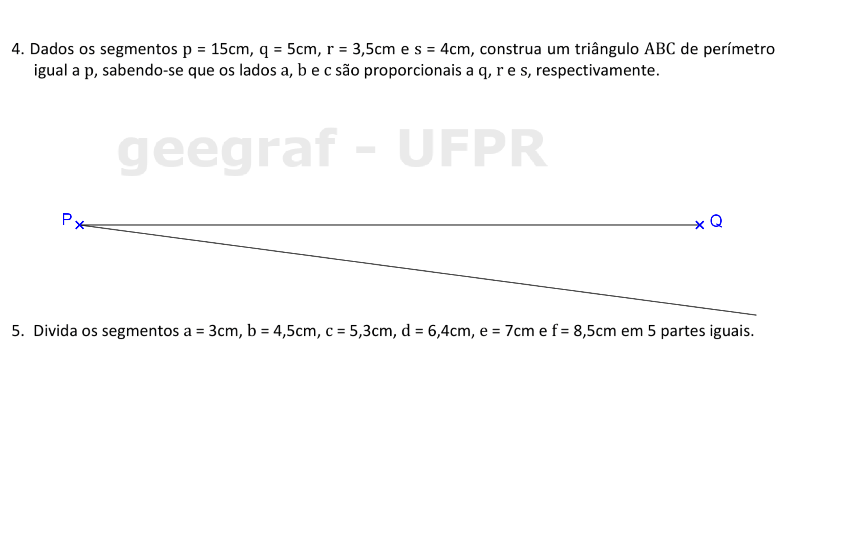 4. Dados os segmentos p = 15cm, q = 5cm, r = 3,5cm e s = 4cm, construa um triângulo ABC de perímetro
igual a p, sabendo-se que os lados a, b e c são proporcionais a q, r e s, respectivamente.
geegraf - UFPR
P Q
5. Divida os segmentos a = 3cm, b = 4,5cm, c = 5,3cm, d = 6,4cm, e = 7cm e f = 8,5cm em 5 partes iguais.